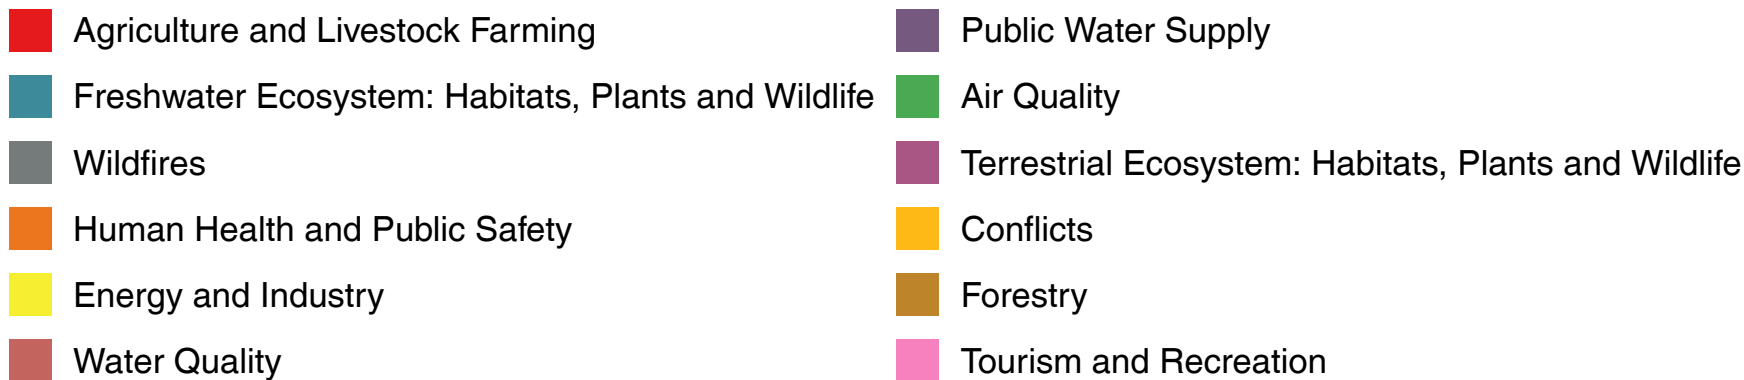 Agriculture and Livestock Farming
Freshwater Ecosystem: Habitats, Plants and Wildlife
Wildfires
Human Health and Public Safety
Energy and Industry
Water Quality
Public Water Supply
Air Quality
Terrestrial Ecosystem: Habitats, Plants and Wildlife
Conflicts
Forestry
Tourism and Recreation